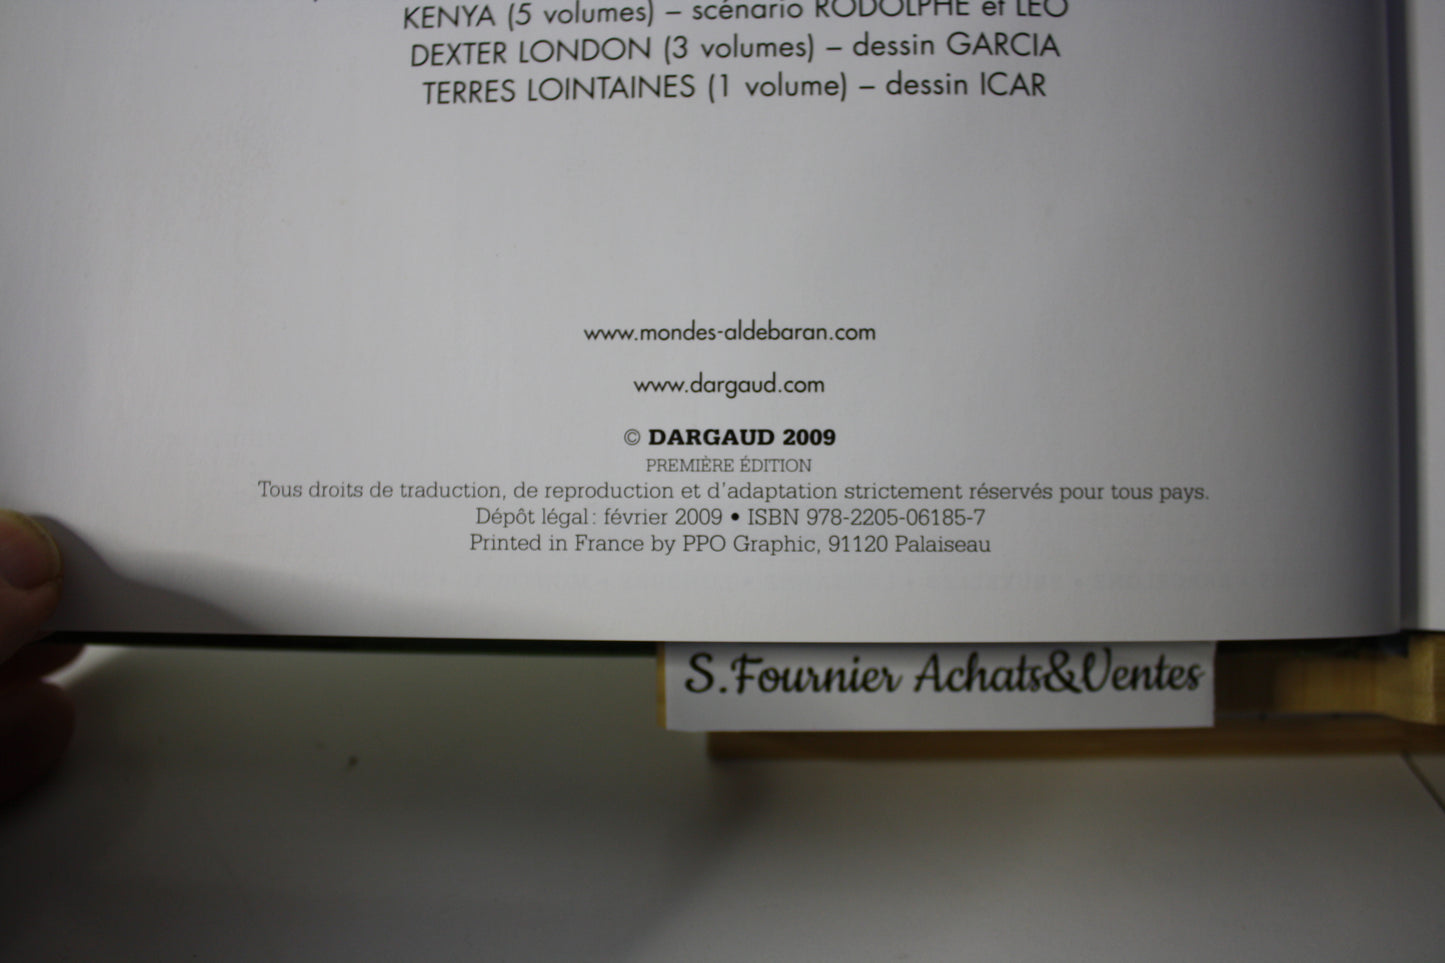 KENYA (5 volumes) – scénario RODOLPHE et LEO
DEXTER LONDON (3 volumes) – dessin GARCIA
TERRES LOINTAINES (1 volume) – dessin ICAR
www.mondes-aldebaran.com
www.dargaud.com
© DARGAUD 2009
PREMIÈRE ÉDITION
Tous droits de traduction, de reproduction et d'adaptation strictement réservés pour tous pays.
Dépôt légal : février 2009 • ISBN 978-2205-06185-7
Printed in France by PPO Graphic, 91120 Palaiseau
S.Fournier Achats&Ventes